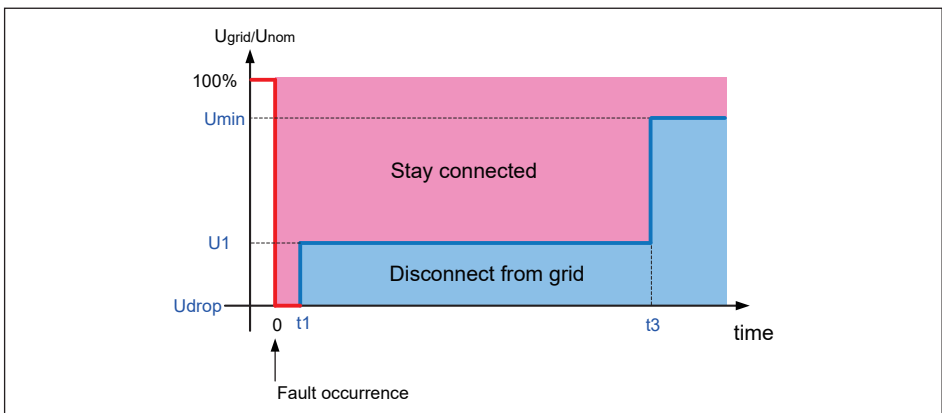 Ugrid/Unom
100%
Umin
Stay connected
U1
Disconnect from grid
Udrop
0
t1
t3
time
Fault occurrence